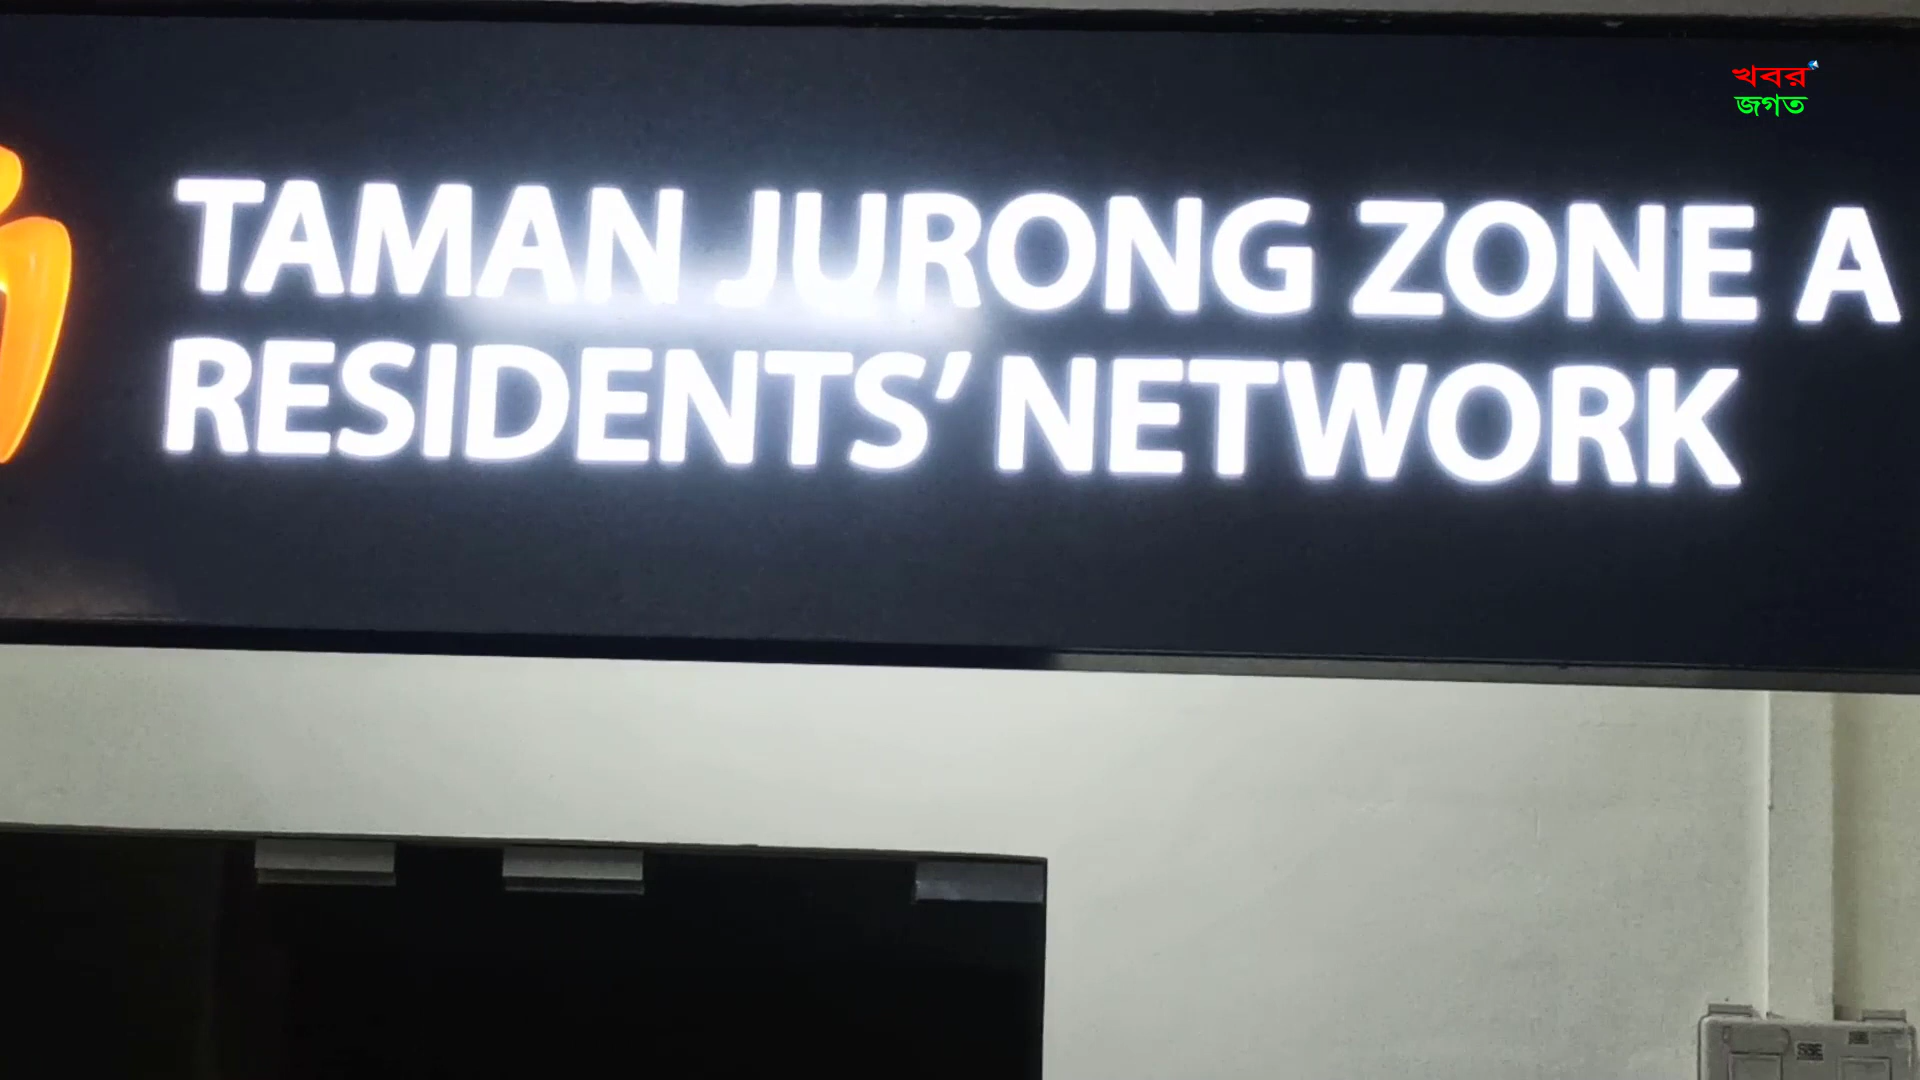 TAMAN JURONG ZONE A
RESIDENTS’ NETWORK
খবর
জগত